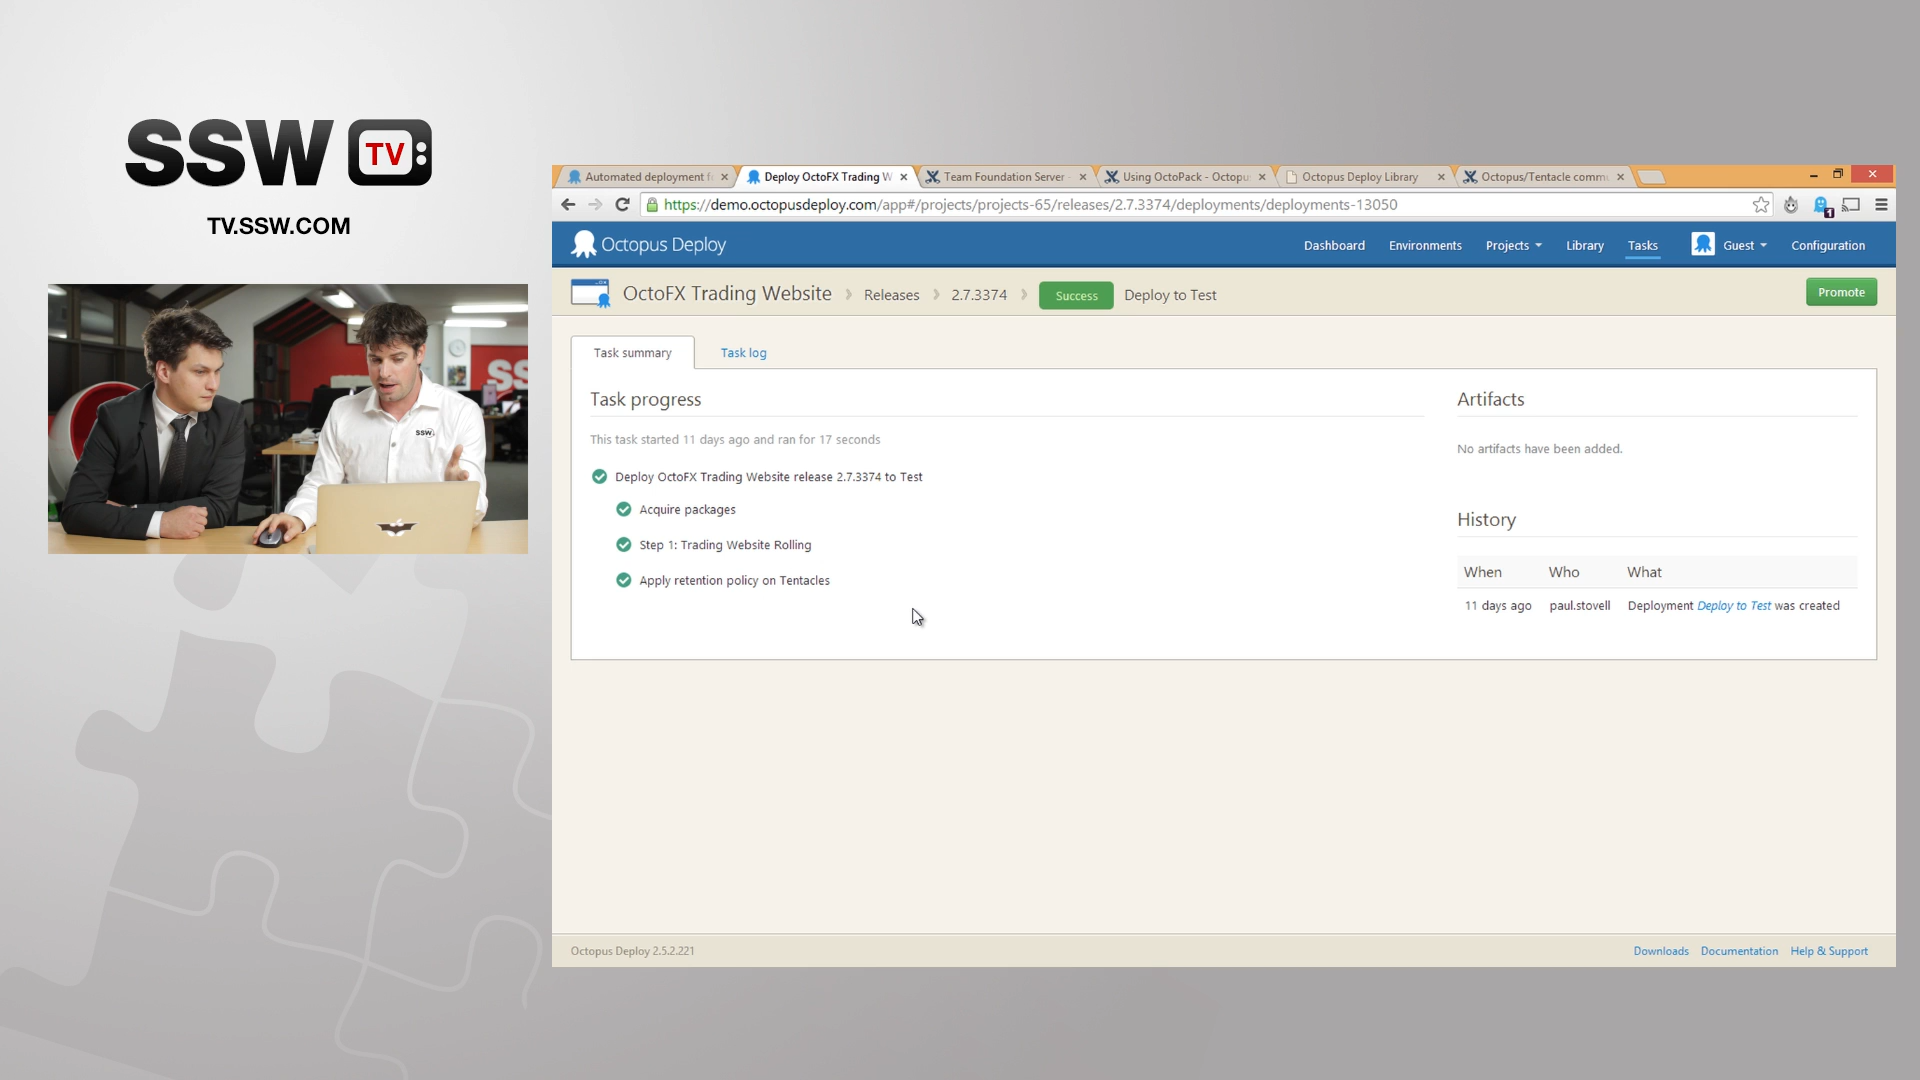 SSW TV:
TV.SSW.COM
SSW
SS
Automated deployment f
Deploy OctoFX Trading W
Team Foundation Server -
Using OctoPack - Octopu
Octopus Deploy Library
Octopus/Tentacle commu
https://demo.octopusdeploy.com/app#/projects/projects-65/releases/2.7.3374/deployments/deployments-13050
1
Octopus Deploy
Dashboard Environments Projects Library Tasks Guest Configuration
OctoFX Trading Website Releases 2.7.3374 Success Deploy to Test
Promote
Task summary
Task log
Task progress
This task started 11 days ago and ran for 17 seconds
Deploy OctoFX Trading Website release 2.7.3374 to Test
Acquire packages
Step 1: Trading Website Rolling
Apply retention policy on Tentacles
Artifacts
No artifacts have been added.
History
When Who What
11 days ago paul.stovell Deployment Deploy to Test was created
Octopus Deploy 2.5.2.221
Downloads Documentation Help & Support